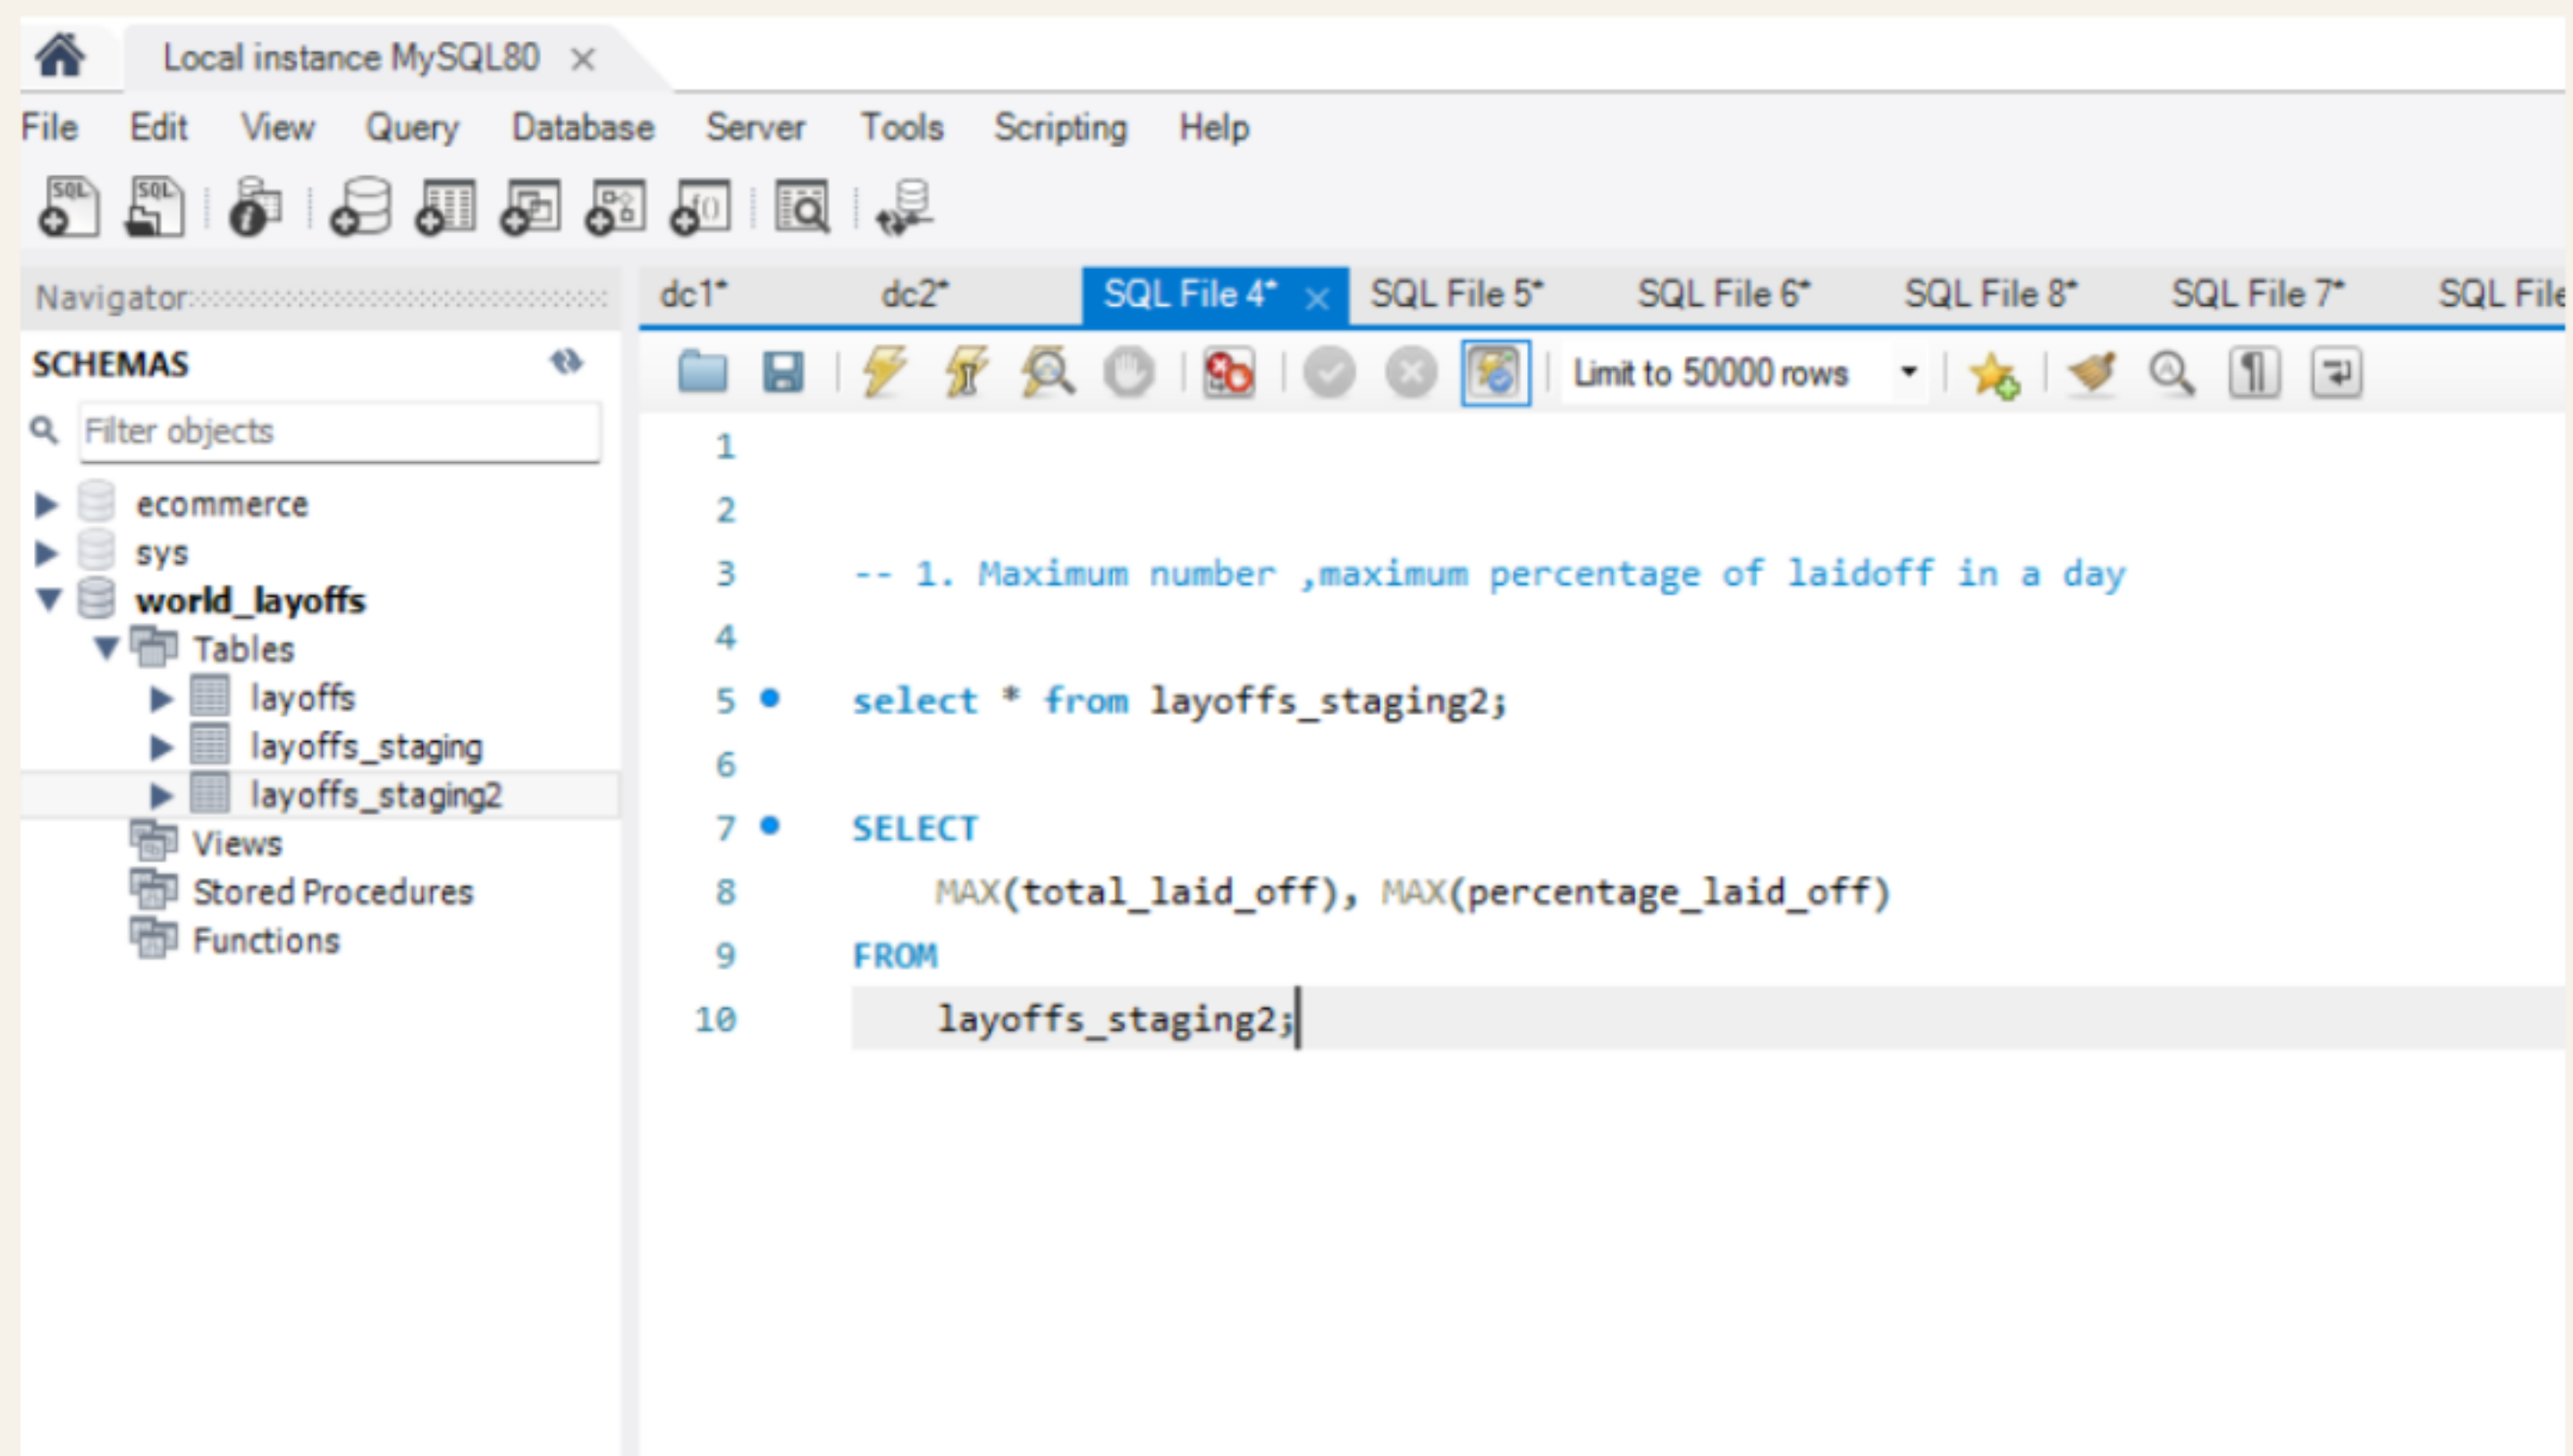 Local instance MySQL80
File Edit View Query Database Server Tools Scripting Help
SQL SQL
Navigator
dc1* dc2* SQL File 4* SQL File 5* SQL File 6* SQL File 8* SQL File 7* SQL File
SCHEMAS
Limit to 50000 rows
Filter objects
ecommerce
sys
world_layoffs
Tables
layoffs
layoffs_staging
layoffs_staging2
Views
Stored Procedures
Functions
1
2
3 -- 1. Maximum number ,maximum percentage of laidoff in a day
4
5 select * from layoffs_staging2;
6
7 SELECT
8 MAX(total_laid_off), MAX(percentage_laid_off)
9 FROM
10 layoffs_staging2;